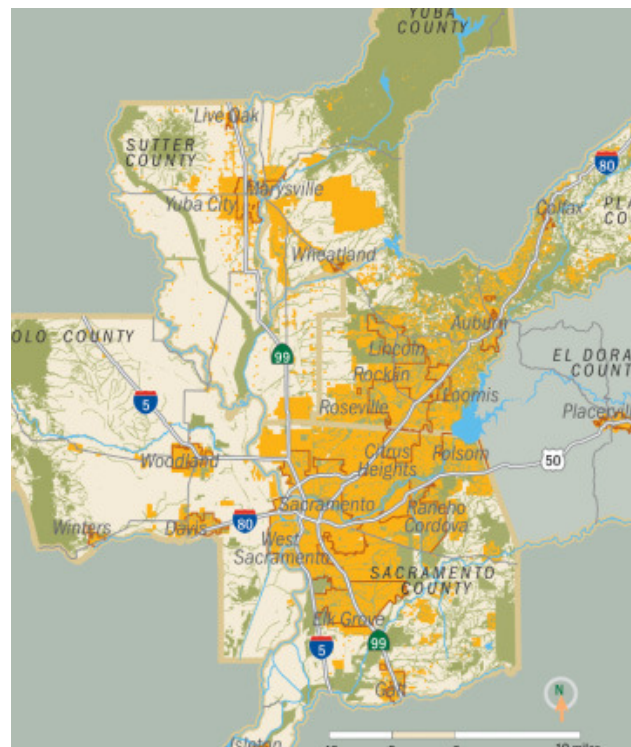 YUBA
COUNTY
Live Oak
SUTTER
COUNTY
80
Marysville
Yuba City
Colfax
Wheatland
Auburn
OLO COUNTY
99
Lincoln
EL DORA
COUNT
Rocklin
5
Loomis
Roseville
Placervill
Woodland
Citrus
Heights
Folsom
50
Sacramento
Rancho
Cordova
Winters
Davis
80
West
Sacramento
SACRAMENTO
COUNTY
Elk Grove
5
99
Galt
N
Isleton